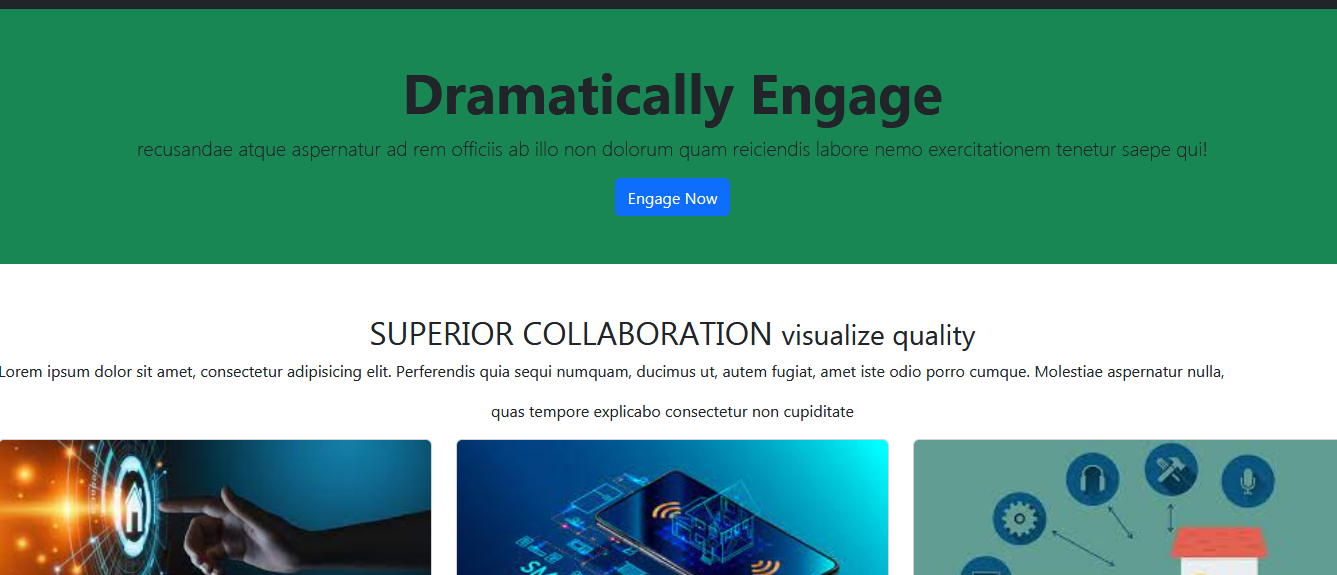 Dramatically Engage
recusandae atque aspernatur ad rem officiis ab illo non dolorum quam reiciendis labore nemo exercitationem tenetur saepe qui!
Engage Now
SUPERIOR COLLABORATION visualize quality
Lorem ipsum dolor sit amet, consectetur adipisicing elit. Perferendis quia sequi numquam, ducimus ut, autem fugiat, amet iste odio porro cumque. Molestiae aspernatur nulla,
quas tempore explicabo consectetur non cupiditate